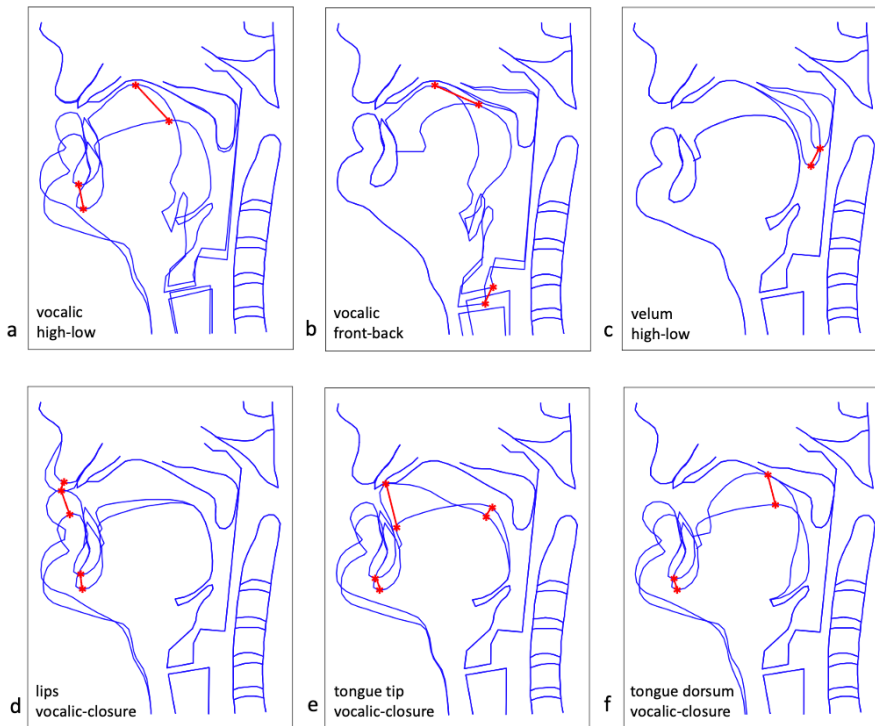 a
vocalic
high-low
b
vocalic
front-back
c
velum
high-low
d
lips
vocalic-closure
e
tongue tip
vocalic-closure
f
tongue dorsum
vocalic-closure